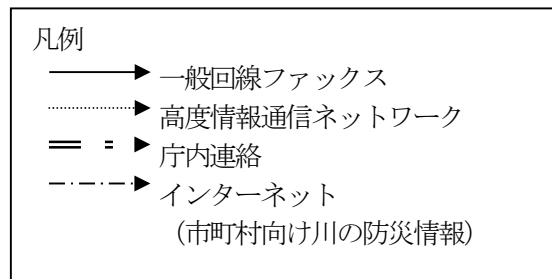 凡例
一般回線ファックス
高度情報通信ネットワーク
庁内連絡
インターネット
（市町村向け川の防災情報）